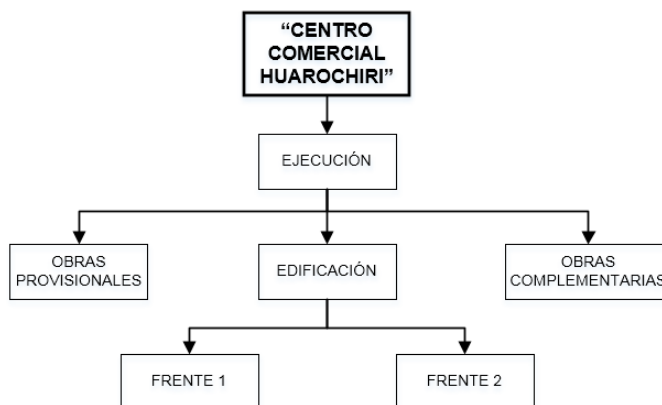 “CENTRO
COMERCIAL
HUAROCHIRI”
EJECUCIÓN
OBRAS
PROVISIONALES
EDIFICACIÓN
OBRAS
COMPLEMENTARIAS
FRENTE 1
FRENTE 2